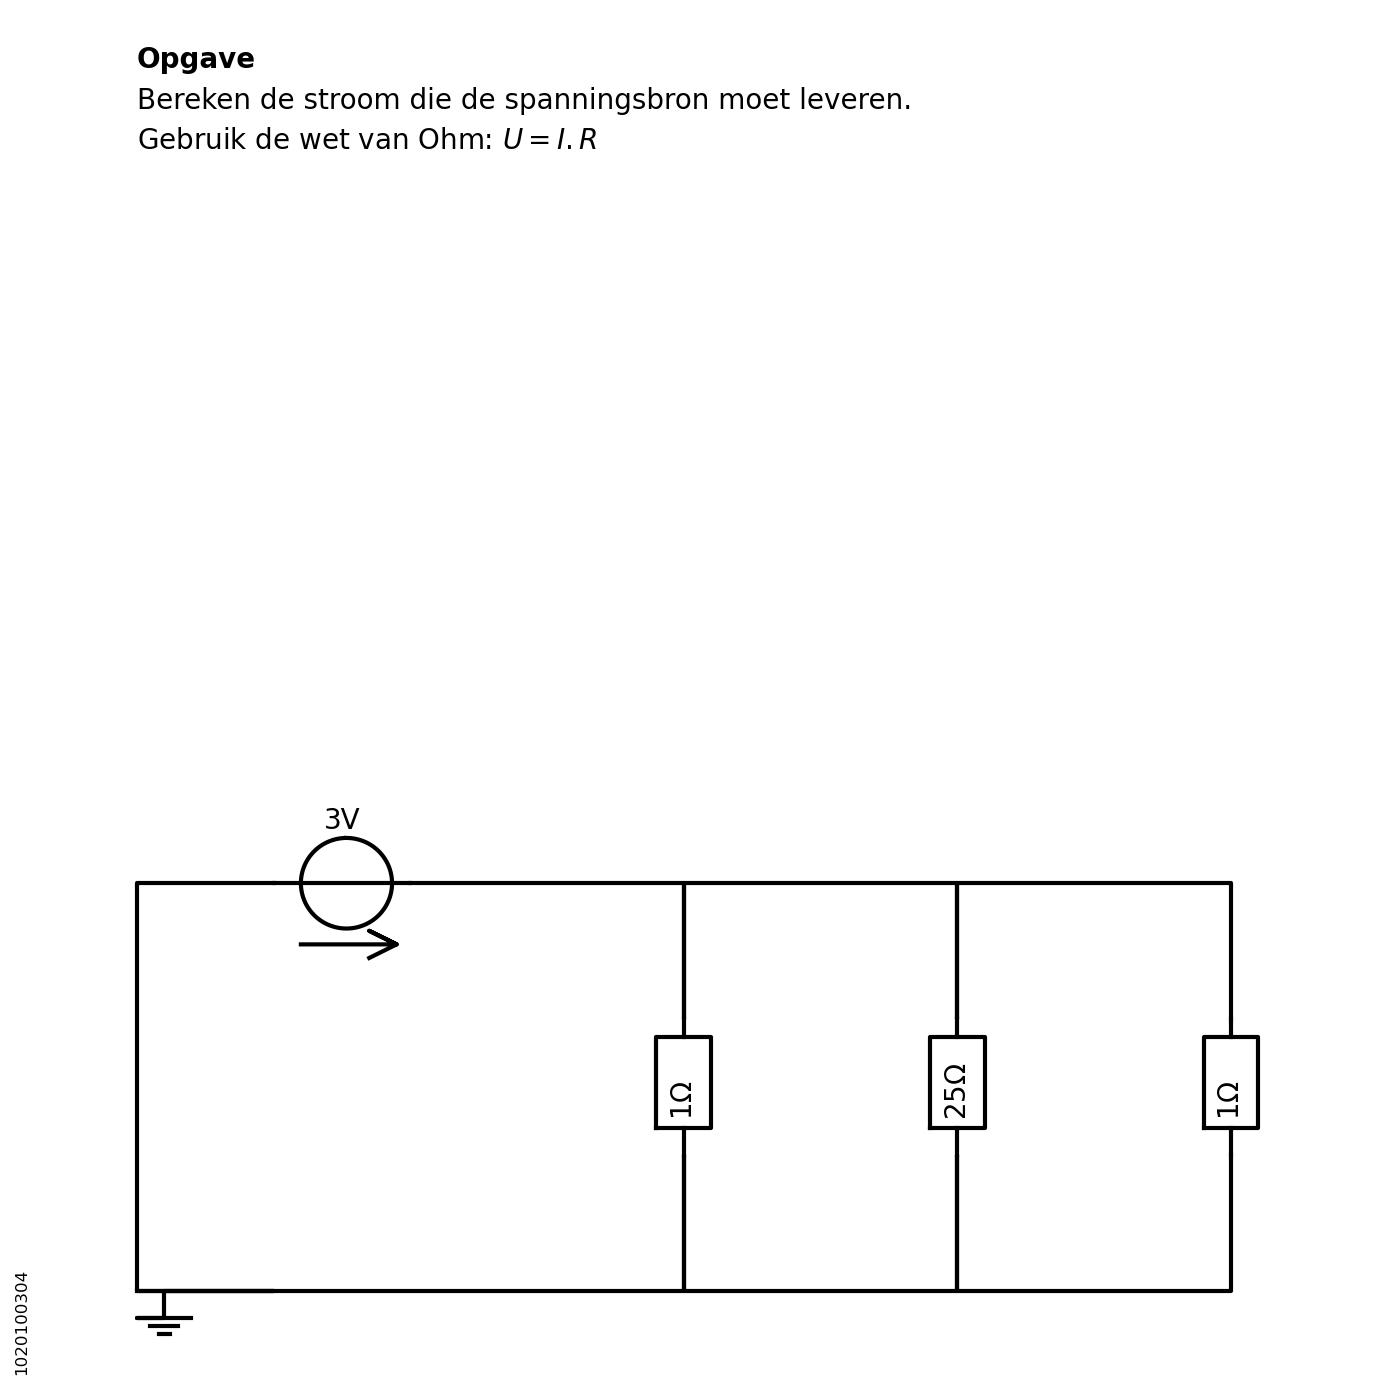 Opgave
Bereken de stroom die de spanningsbron moet leveren.
Gebruik de wet van Ohm: U = I.R
3V
1Ω
25Ω
1Ω
1020100304